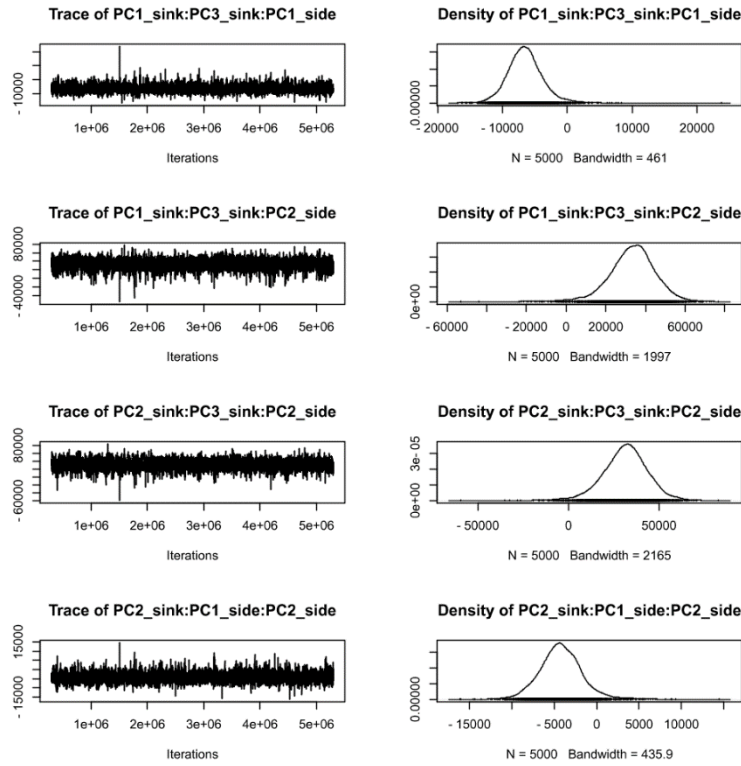 Trace of PC1_sink:PC3_sink:PC1_side
- 10000
1e+06 2e+06 3e+06 4e+06 5e+06
Iterations
Density of PC1_sink:PC3_sink:PC1_side
0.00000
- 20000 - 10000 0 10000 20000
N = 5000 Bandwidth = 461
Trace of PC1_sink:PC3_sink:PC2_side
- 40000 80000
1e+06 2e+06 3e+06 4e+06 5e+06
Iterations
Density of PC1_sink:PC3_sink:PC2_side
0e+00
- 60000 - 20000 0 20000 60000
N = 5000 Bandwidth = 1997
Trace of PC2_sink:PC3_sink:PC2_side
- 60000 80000
1e+06 2e+06 3e+06 4e+06 5e+06
Iterations
Density of PC2_sink:PC3_sink:PC2_side
0e+00 3e- 05
- 50000 0 50000
N = 5000 Bandwidth = 2165
Trace of PC2_sink:PC1_side:PC2_side
- 15000 15000
1e+06 2e+06 3e+06 4e+06 5e+06
Iterations
Density of PC2_sink:PC1_side:PC2_side
0.00000
- 15000 - 5000 0 5000 10000
N = 5000 Bandwidth = 435.9